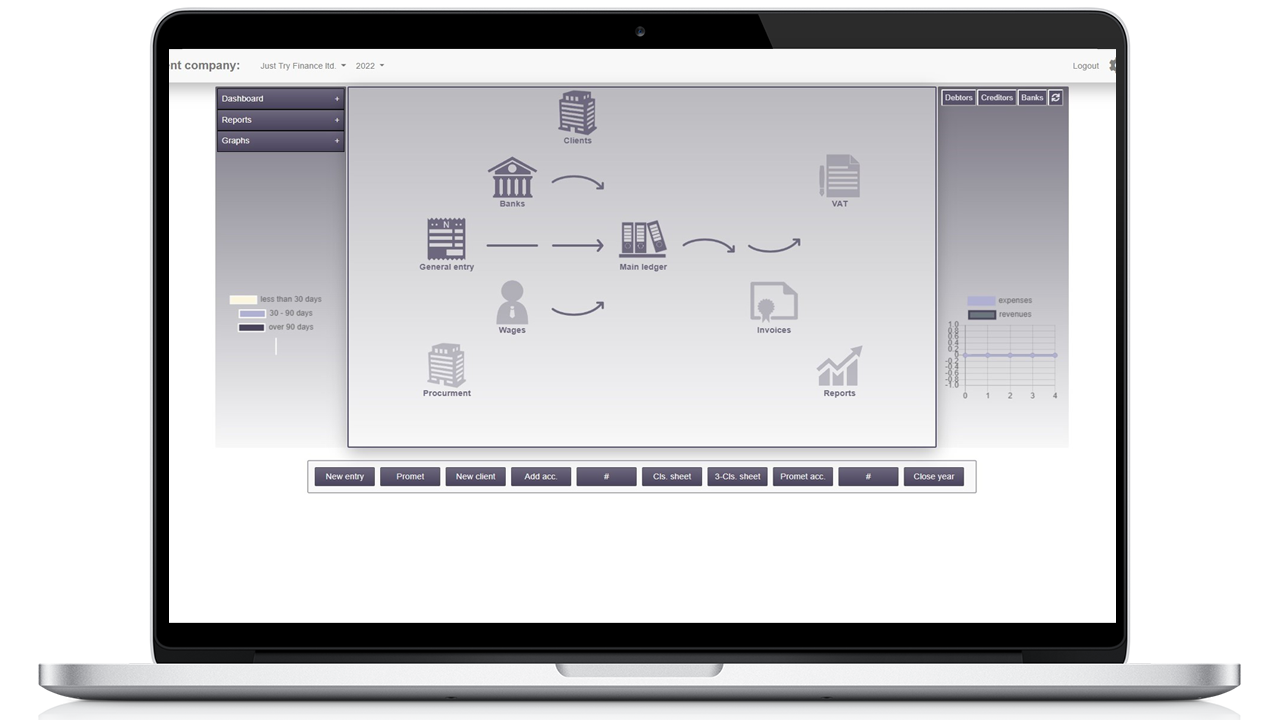 nt company:
Just Try Finance ltd.
2022
Logout
Dashboard +
Reports +
Graphs +
less than 30 days
30 - 90 days
over 90 days
Clients
Banks
VAT
N
General entry
Main ledger
Wages
Invoices
Procurment
Reports
Debtors Creditors Banks
expenses
revenues
1.0
0.8
0.6
0.4
0.2
0
-0.2
-0.4
-0.6
-0.8
-1.0
0 1 2 3 4
New entry Promet New client Add acc. # Cls. sheet 3-Cls. sheet Promet acc. # Close year